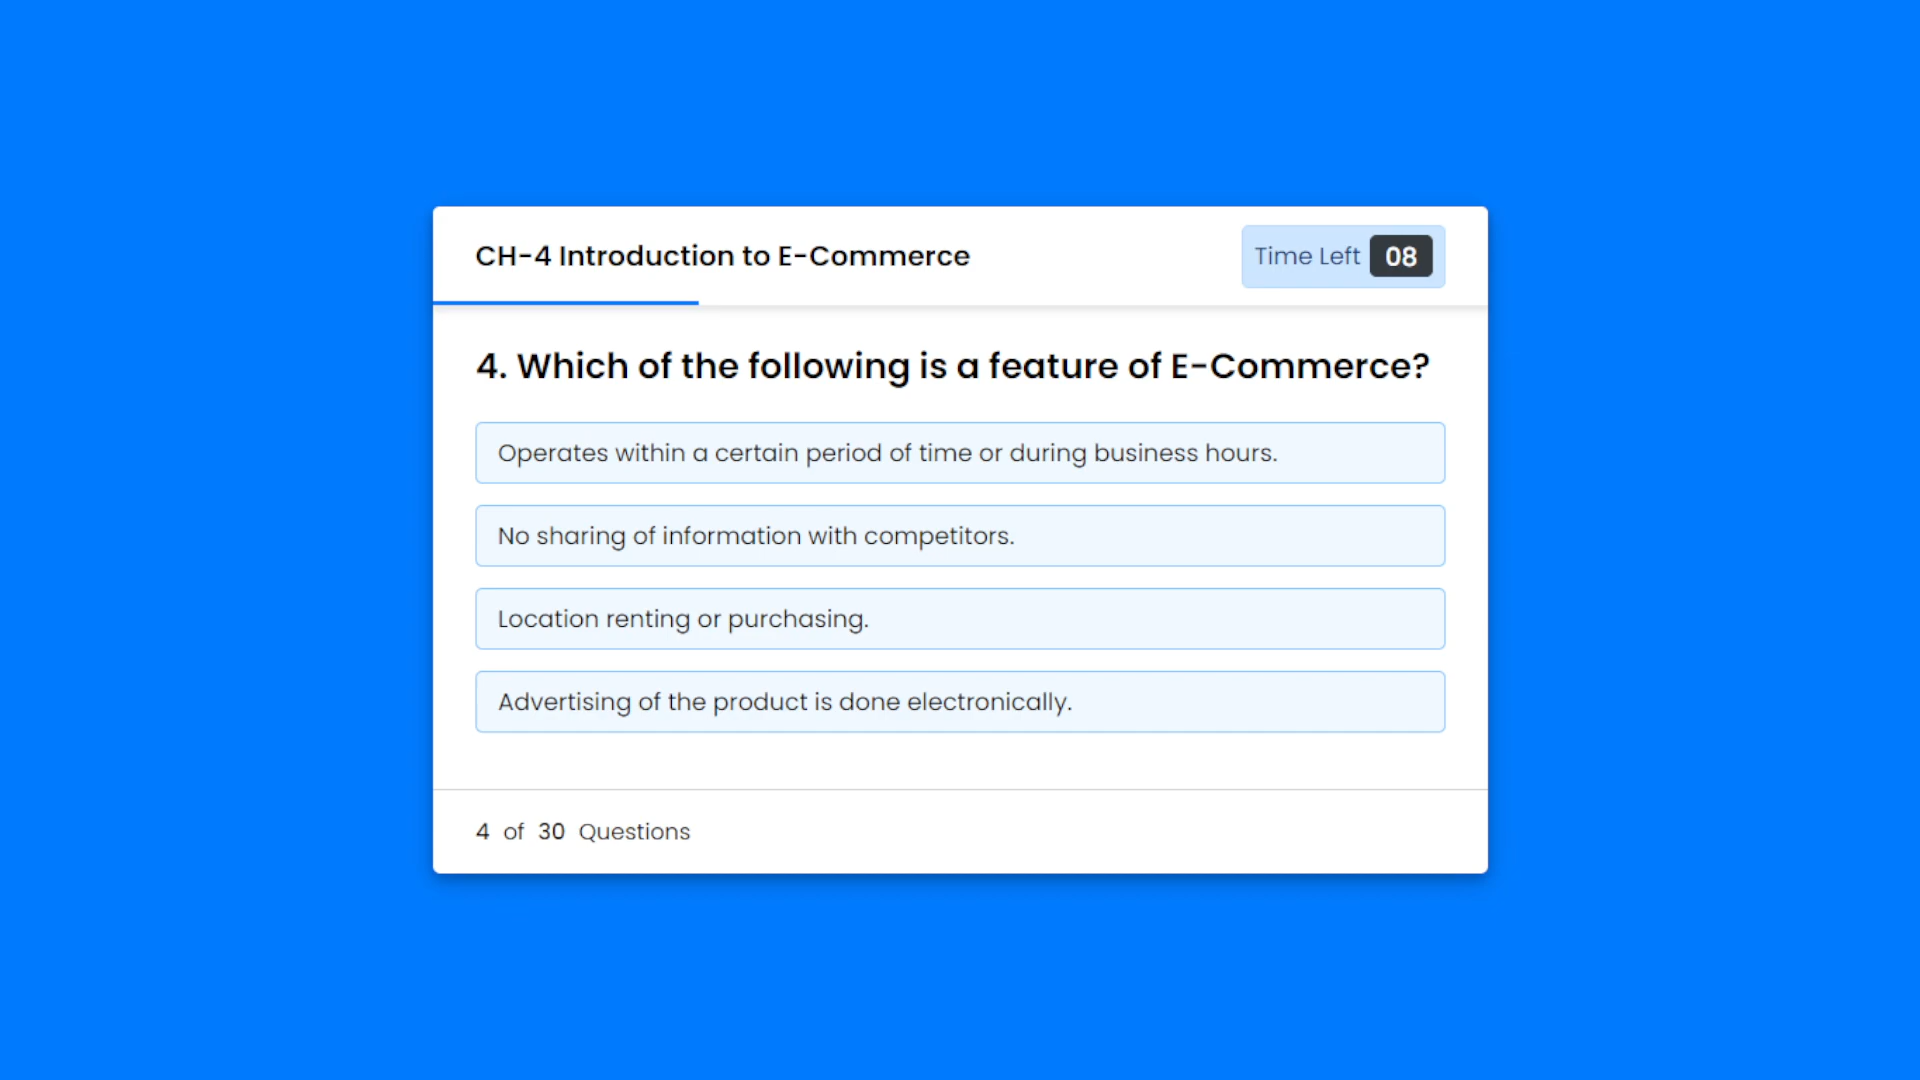 CH-4 Introduction to E-Commerce
Time Left 08
4. Which of the following is a feature of E-Commerce?
Operates within a certain period of time or during business hours.
No sharing of information with competitors.
Location renting or purchasing.
Advertising of the product is done electronically.
4 of 30 Questions